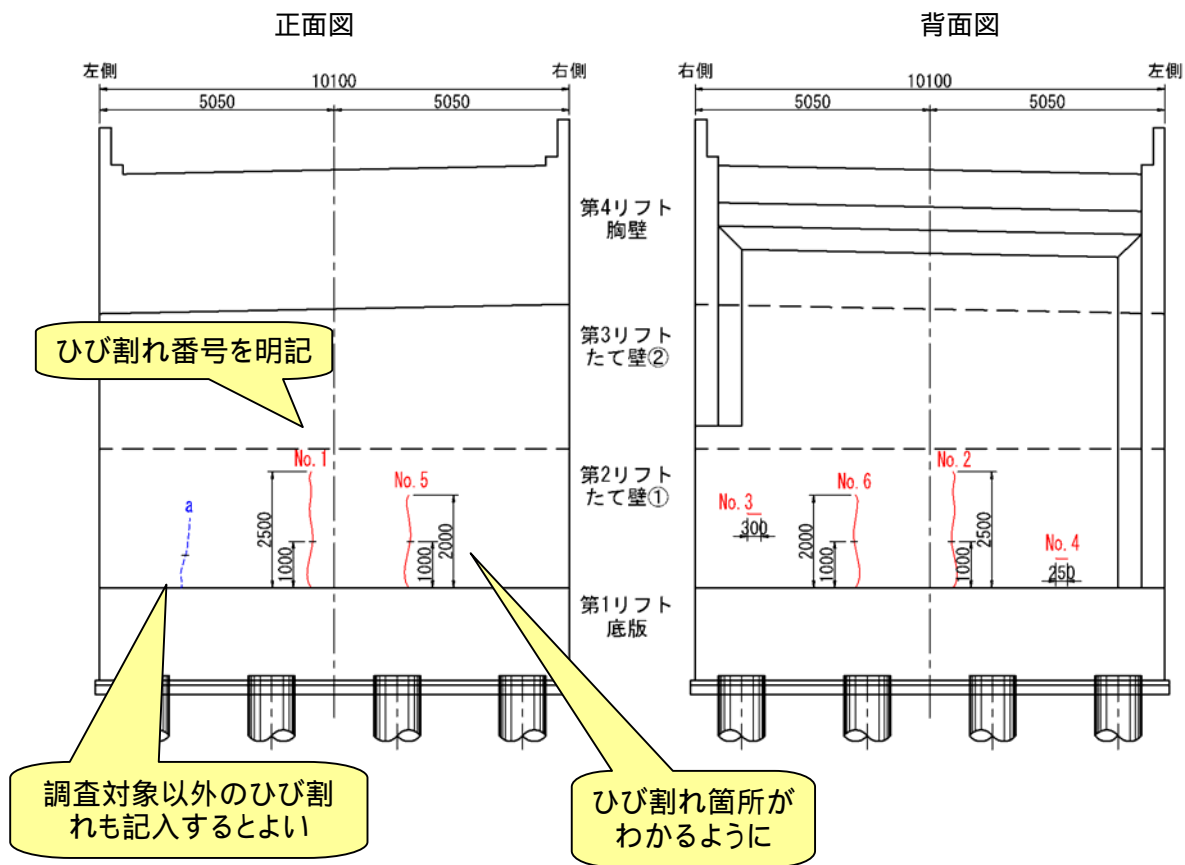 正面図
背面図
左側
右側
10100
5050
5050
右側
左側
10100
5050
5050
第4リフト
胸壁
第3リフト
たて壁②
ひび割れ番号を明記
第2リフト
たて壁①
No. 1
No. 5
a
2500
1000
1000
2000
No. 2
No. 6
No. 3
300
2000
1000
1000
2500
No. 4
250
第1リフト
底版
調査対象以外のひび割
れも記入するとよい
ひび割れ箇所が
わかるように